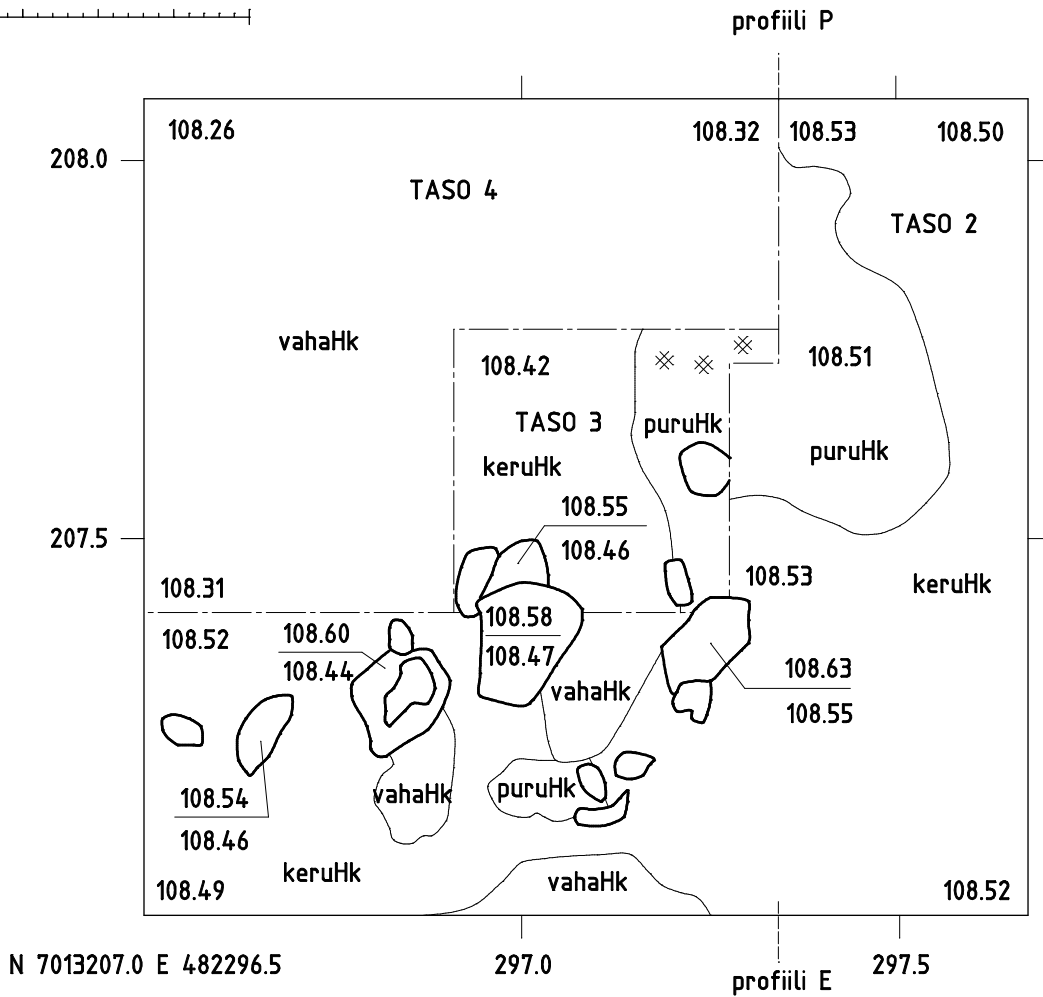 profiili P
108.26
108.32
108.53
108.50
208.0
TASO 4
TASO 2
vahaHk
108.42
108.51
TASO 3
puruHk
puruHk
keruHk
108.55
108.46
207.5
108.31
108.53
keruHk
108.52
108.60
108.44
108.58
108.47
108.63
108.55
vahaHk
108.54
108.46
vahaHk
puruHk
keruHk
vahaHk
108.49
108.52
N 7013207.0 E 482296.5
297.0
297.5
profiili E